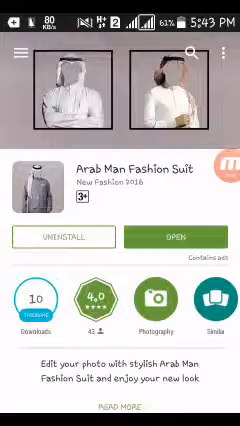 80
KB/S
H+
2
61%
5:43 PM
Arab Man Fashion Suit
New Fashion 2016
3+
UNINSTALL
OPEN
Contains ads
10
THOUSAND
4.0
Downloads
43
Photography
Similar
Edit your photo with stylish Arab Man
Fashion Suit and enjoy your new look
READ MORE